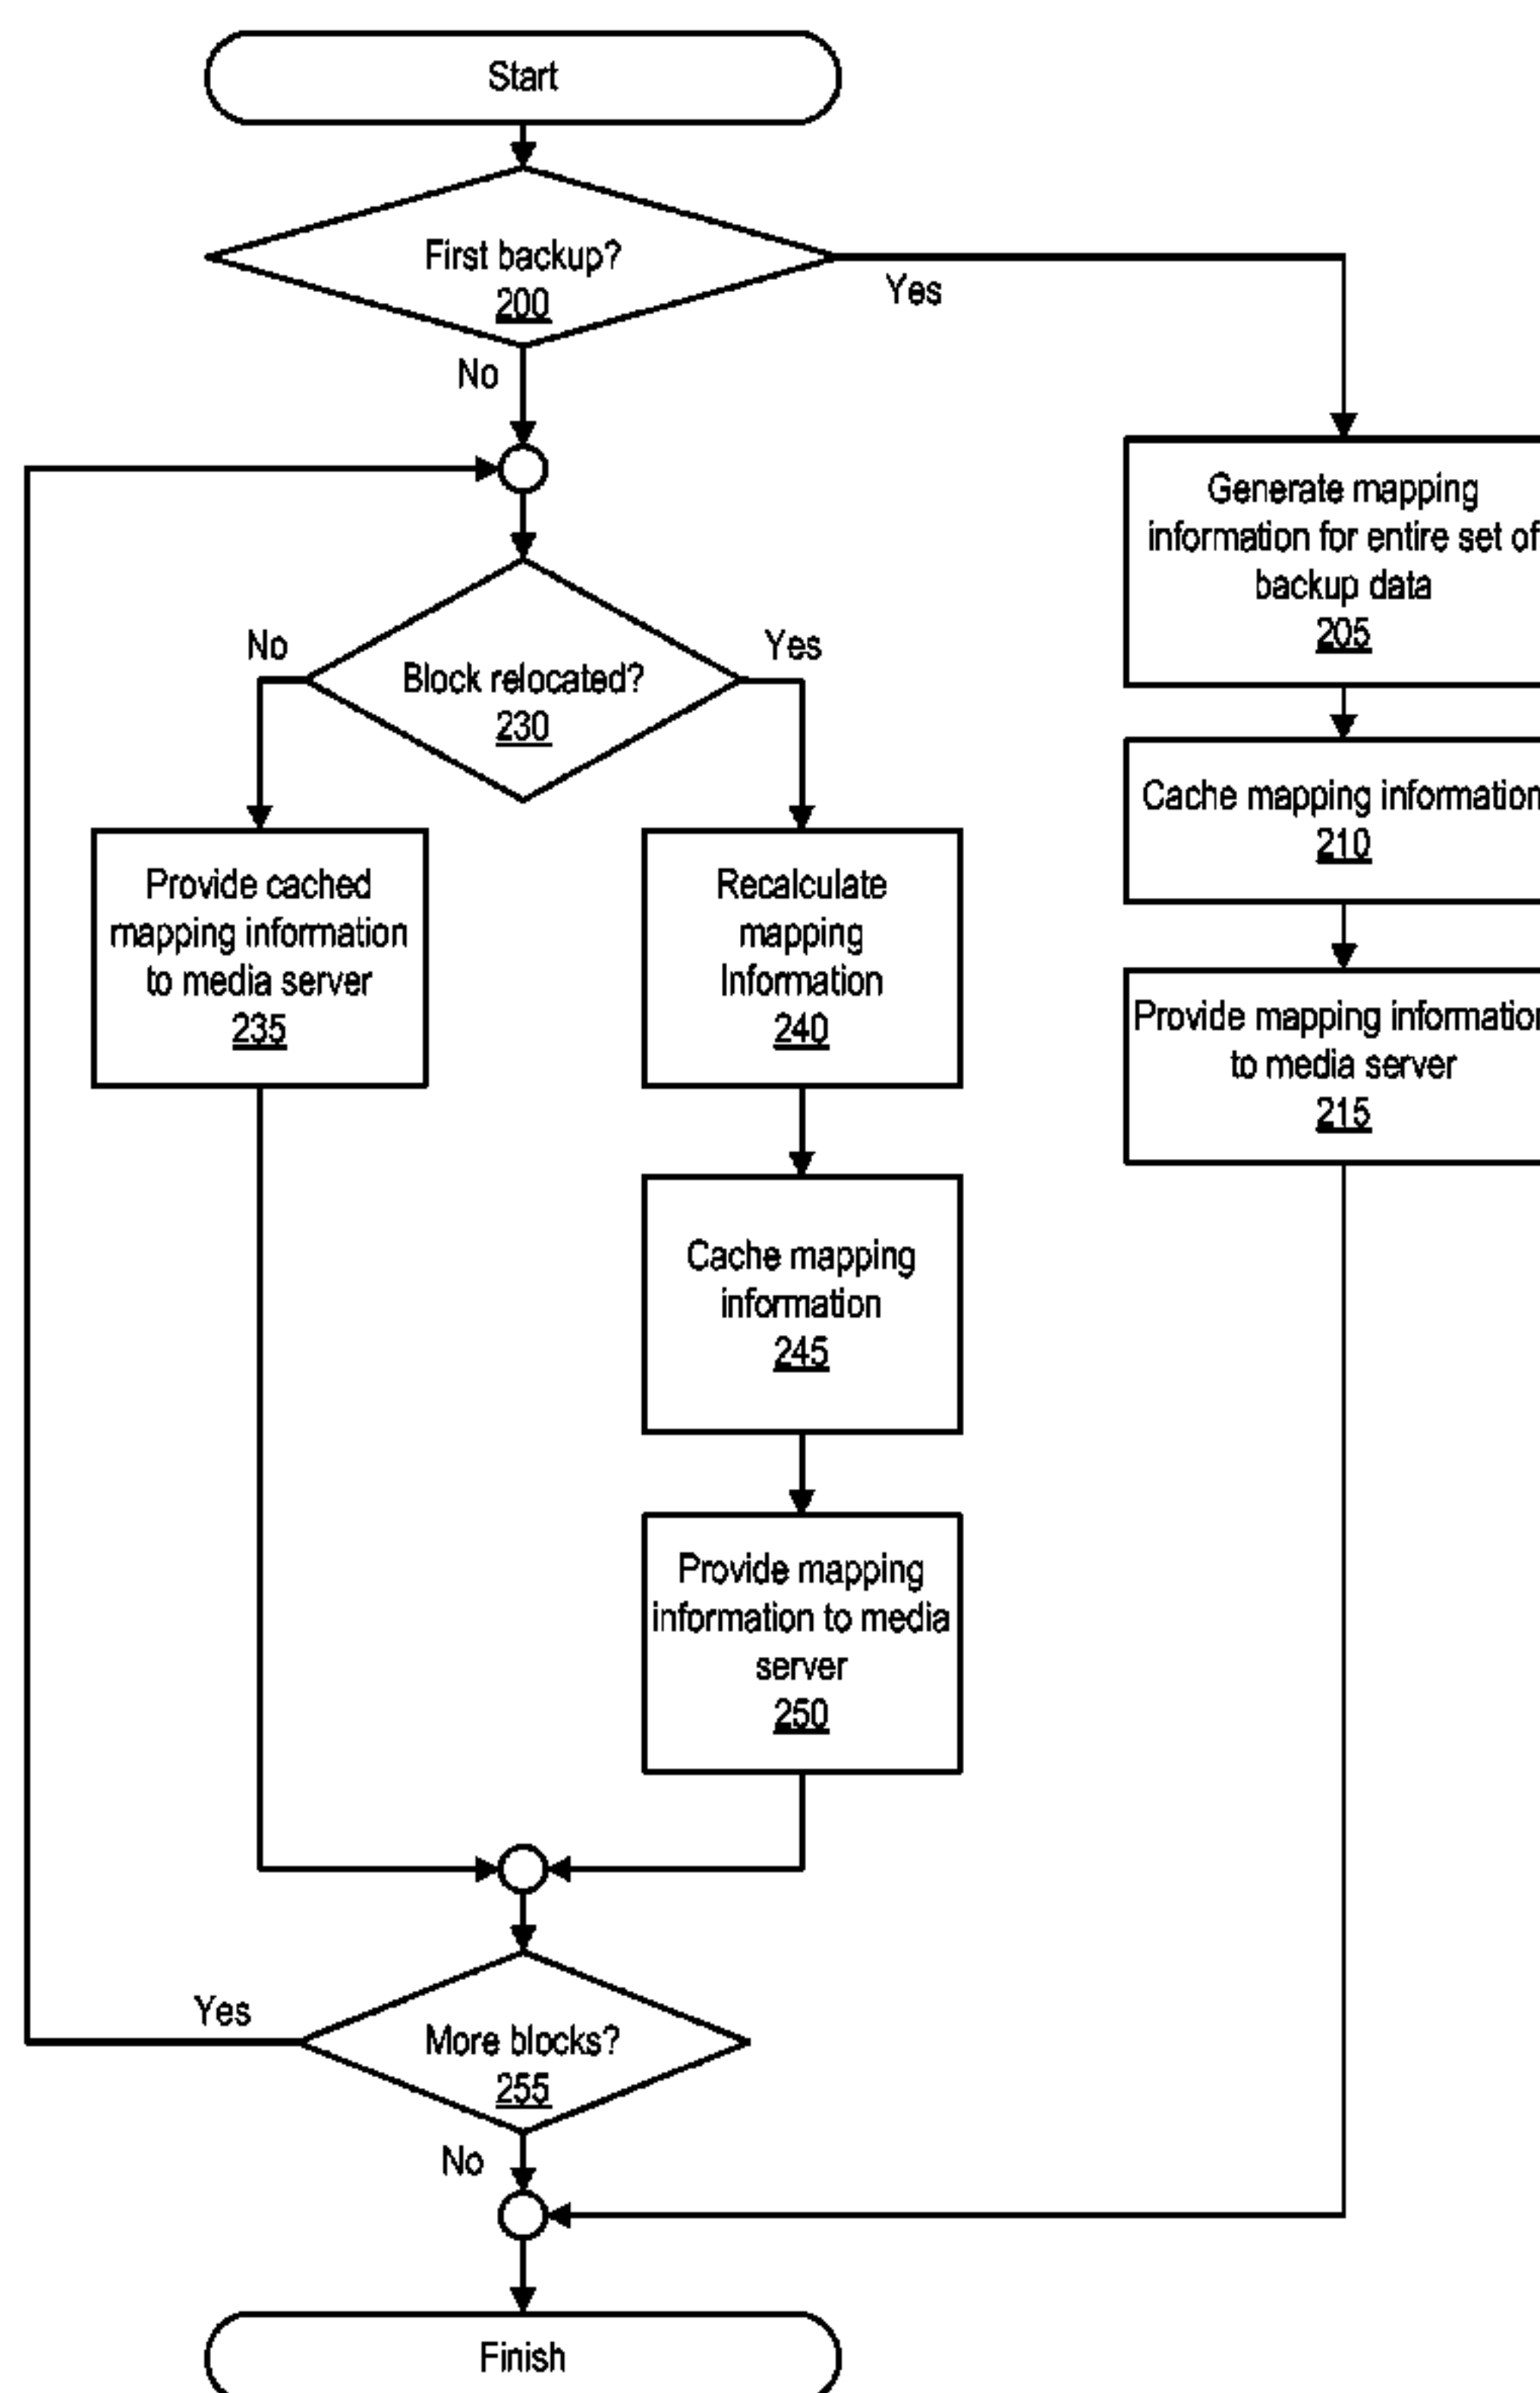 Start
First backup?
200
Yes
No
Generate mapping
information for entire set of
backup data
205
No
Block relocated?
230
Yes
Cache mapping information
210
Provide cached
mapping information
to media server
235
Recalculate
mapping
Information
240
Provide mapping information
to media server
215
Cache mapping
information
245
Provide mapping
information to media
server
250
Yes
More blocks?
255
No
Finish